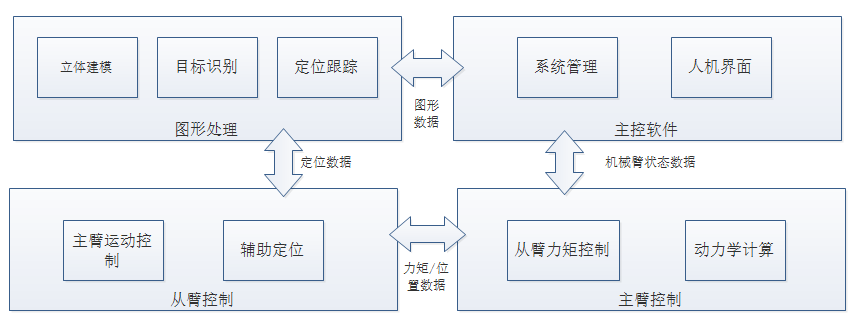 立体建模
目标识别
定位跟踪
图形处理
图形
数据
系统管理
人机界面
主控软件
定位数据
机械臂状态数据
主臂运动控
制
辅助定位
从臂控制
力矩/位
置数据
从臂力矩控制
动力学计算
主臂控制